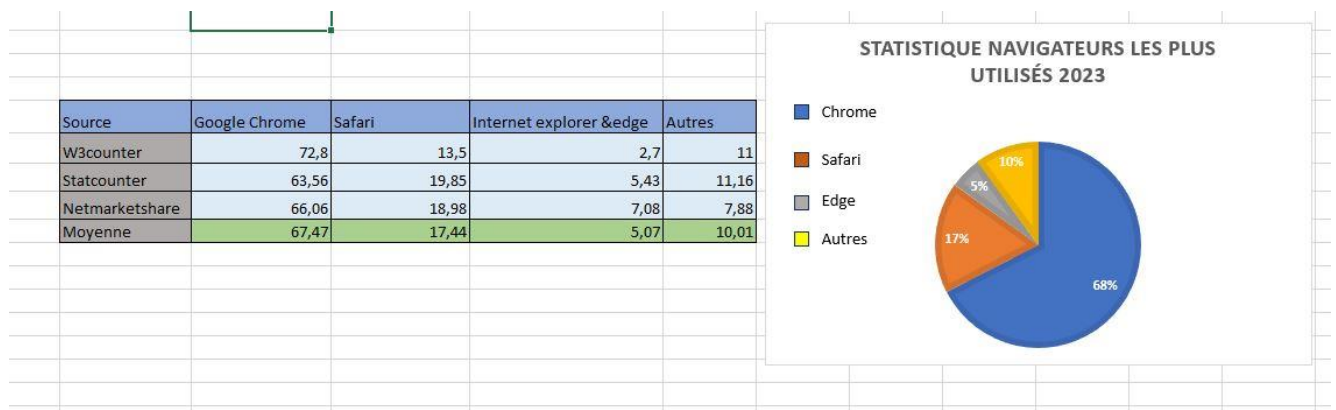 Source Google Chrome Safari Internet explorer &edge Autres
W3counter 72,8 13,5 2,7 11
Statcounter 63,56 19,85 5,43 11,16
Netmarketshare 66,06 18,98 7,08 7,88
Moyenne 67,47 17,44 5,07 10,01
STATISTIQUE NAVIGATEURS LES PLUS
UTILISÉS 2023
Chrome
Safari
Edge
Autres
10%
5%
17%
68%